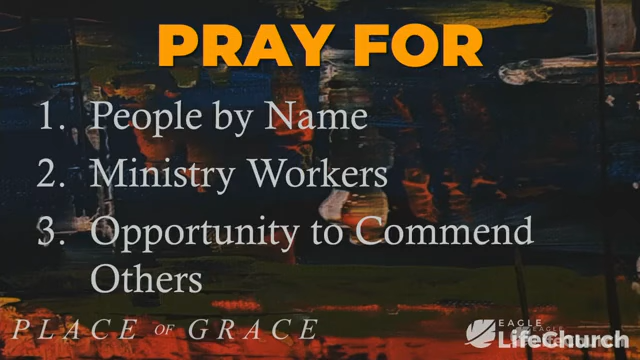 PRAY FOR
1. People by Name
2. Ministry Workers
3. Opportunity to Commend
Others
PLACE OF GRACE
EAGLE
LifeChurch